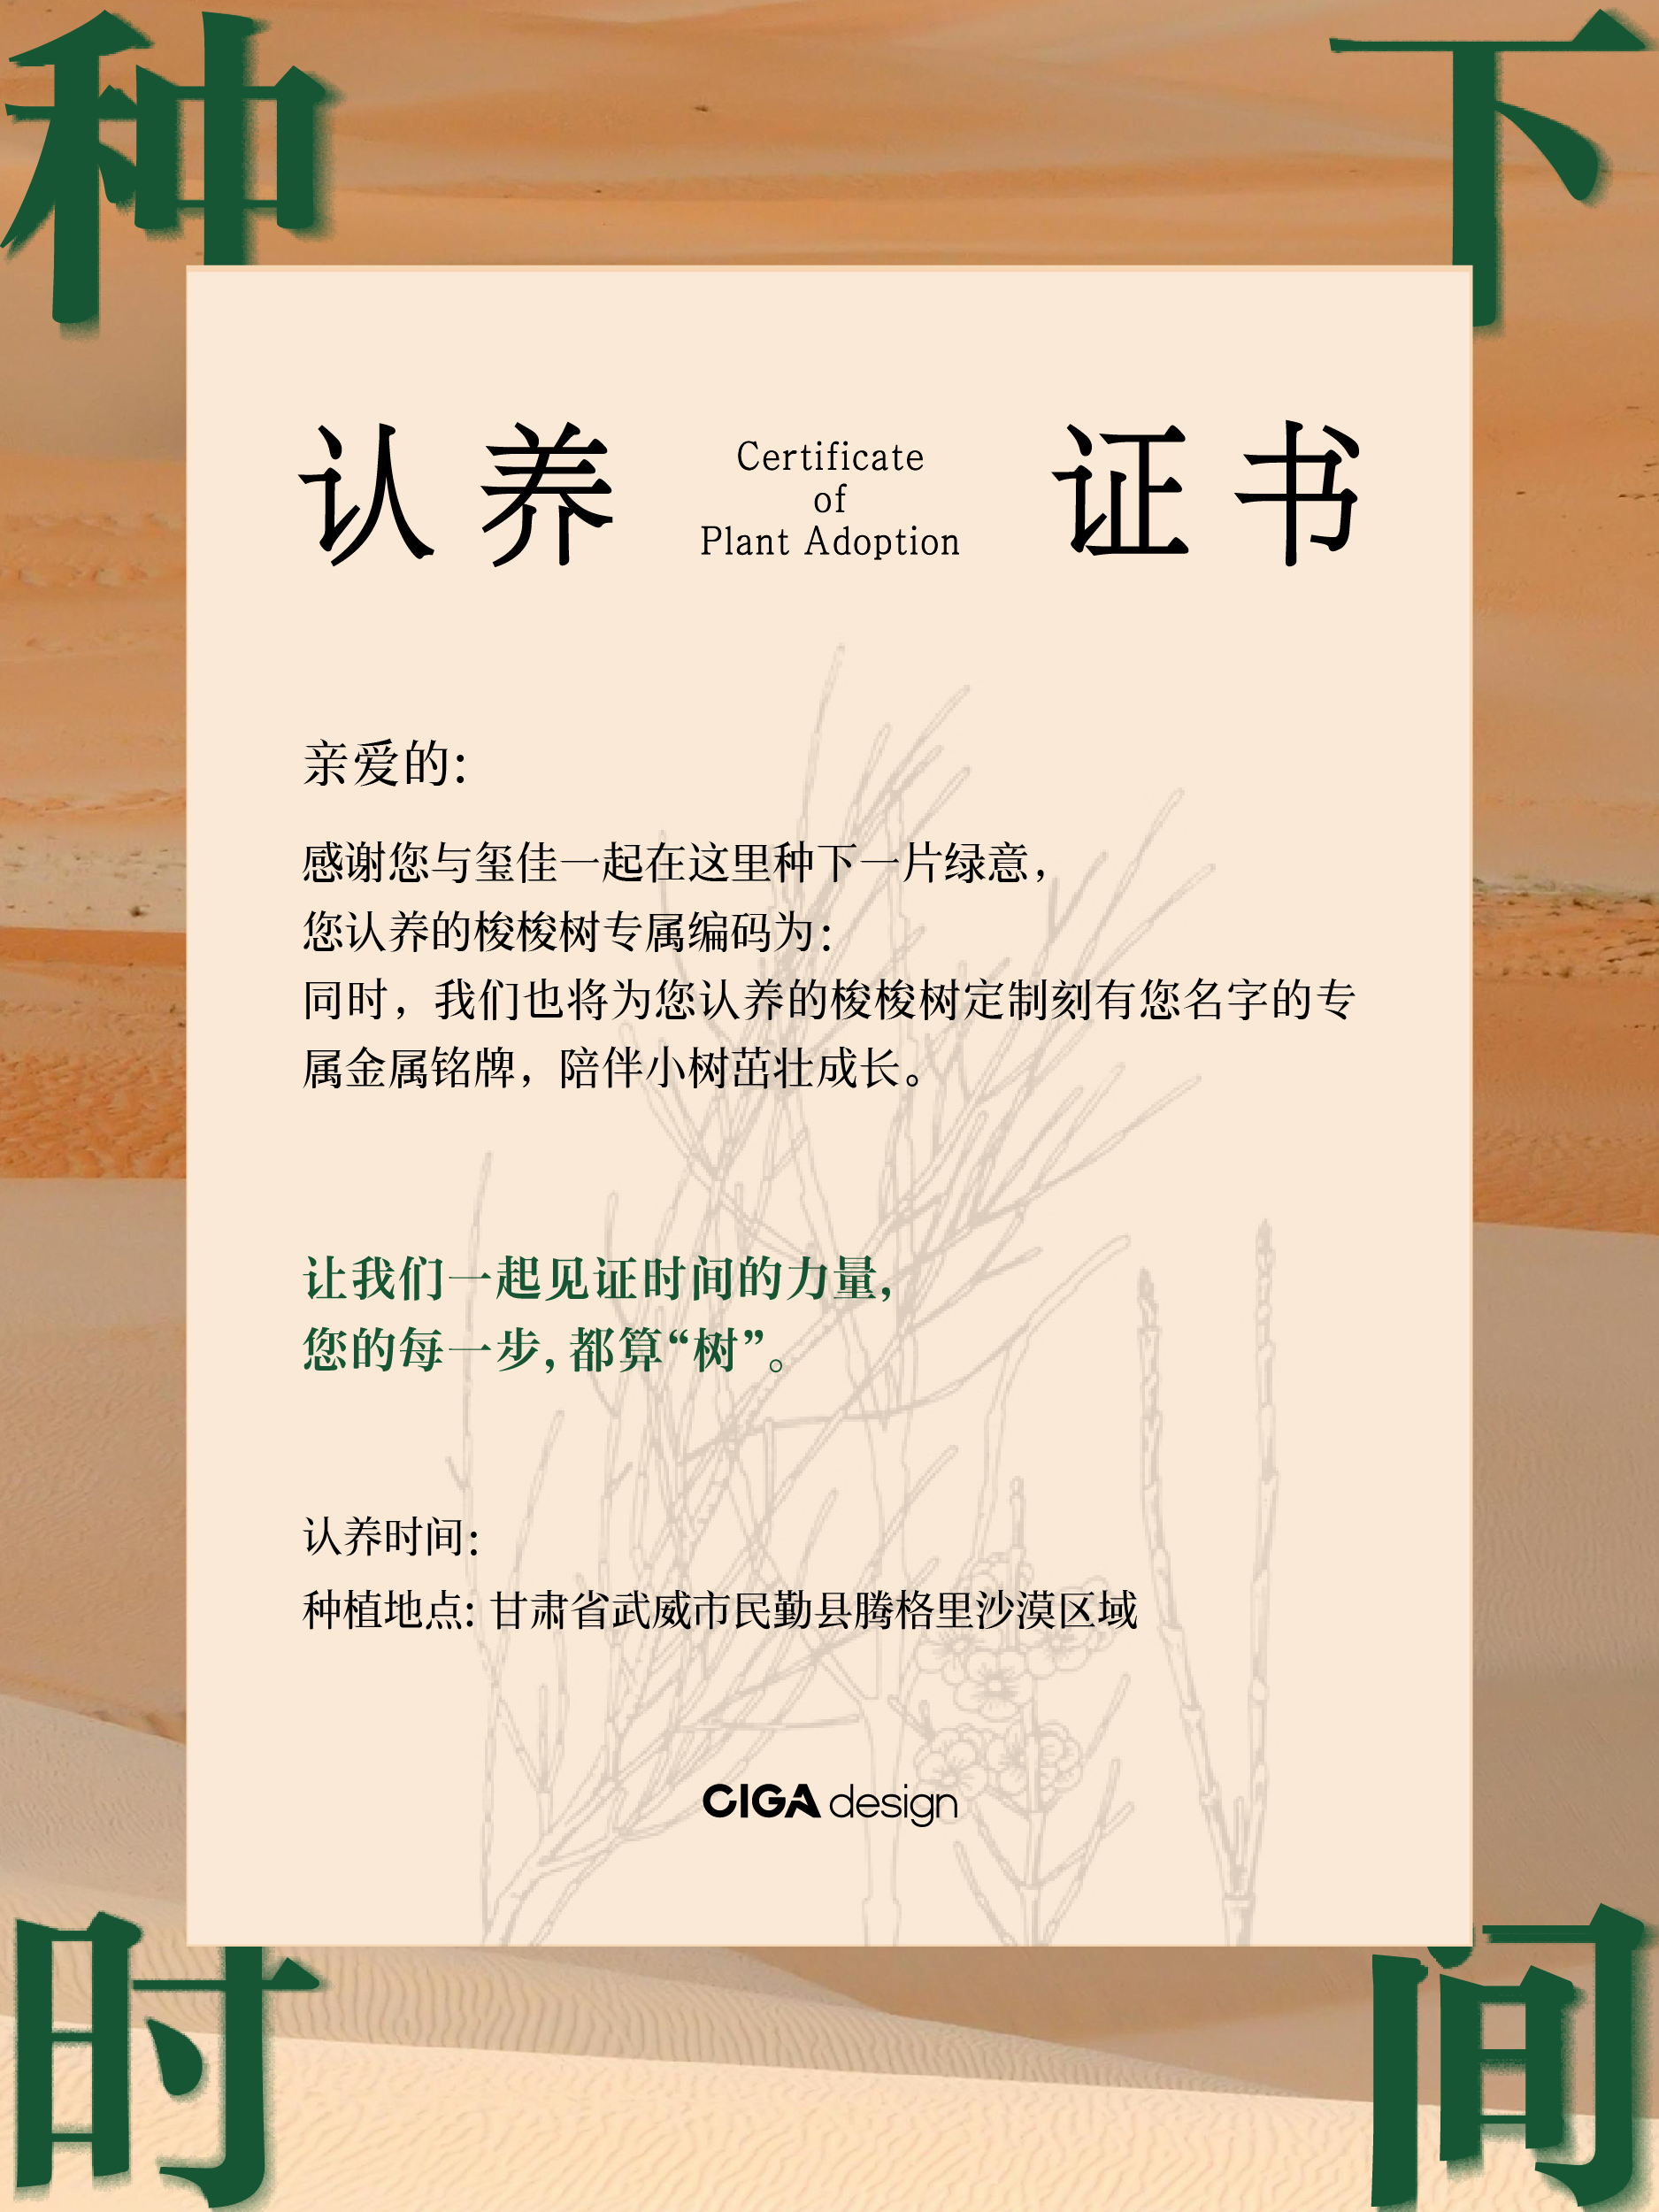 种下
认养 证书
Certificate
of
Plant Adoption
亲爱的:
感谢您与玺佳一起在这里种下一片绿意，
您认养的梭梭树专属编码为:
同时，我们也将为您认养的梭梭树定制刻有您名字的专
属金属铭牌，陪伴小树茁壮成长。
让我们一起见证时间的力量，
您的每一步，都算“树”。
认养时间:
种植地点: 甘肃省武威市民勤县腾格里沙漠区域
CIGA design
时间